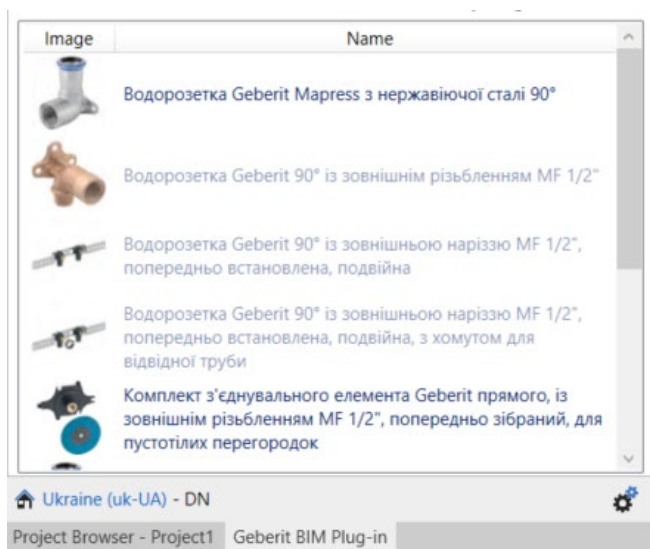 Image Name
Водорозетка Geberit Mapress з нержавіючої сталі 90°
Водорозетка Geberit 90° із зовнішнім різьбленням MF 1/2"
Водорозетка Geberit 90° із зовнішньою наріззю MF 1/2",
попередньо встановлена, подвійна
Водорозетка Geberit 90° із зовнішньою наріззю MF 1/2",
попередньо встановлена, подвійна, з хомутом для
відвідної труби
Комплект з'єднувального елемента Geberit прямого, із
зовнішнім різьбленням MF 1/2", попередньо зібраний, для
пустотілих перегородок
Ukraine (uk-UA) - DN
Project Browser - Project1 Geberit BIM Plug-in